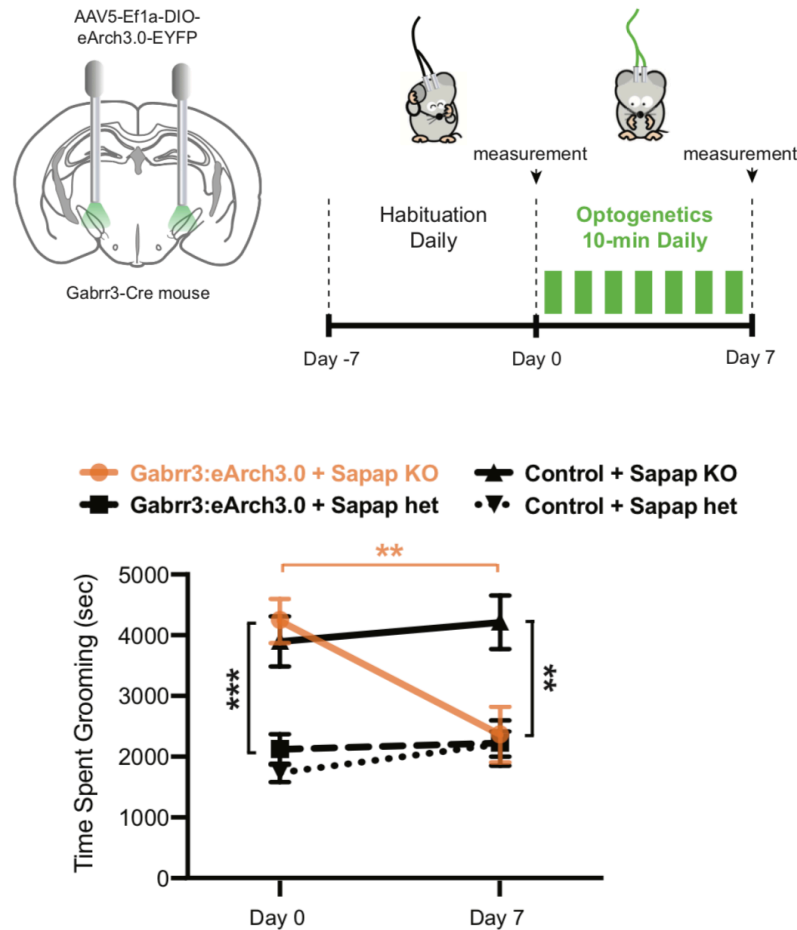 AAV5-Ef1a-DIO-
eArch3.0-EYFP
Gabrr3-Cre mouse
measurement
measurement
Habituation
Daily
Optogenetics
10-min Daily
Day -7
Day 0
Day 7
Gabrr3:eArch3.0 + Sapap KO
Control + Sapap KO
Gabrr3:eArch3.0 + Sapap het
Control + Sapap het
**
Time Spent Grooming (sec)
5000
4000
3000
2000
1000
0
***
**
Day 0
Day 7